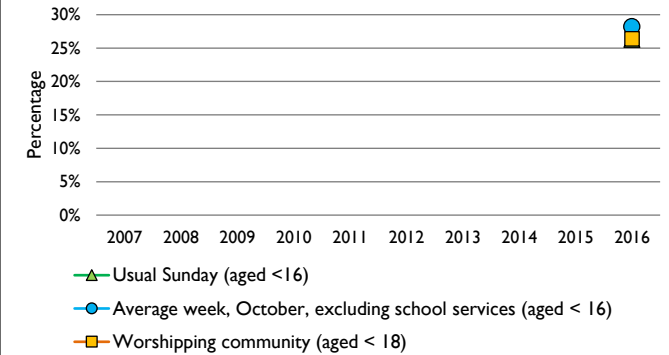 30%
25%
20%
15%
10%
5%
0%
Percentage
2007 2008 2009 2010 2011 2012 2013 2014 2015 2016
Usual Sunday (aged <16)
Average week, October, excluding school services (aged < 16)
Worshipping community (aged < 18)